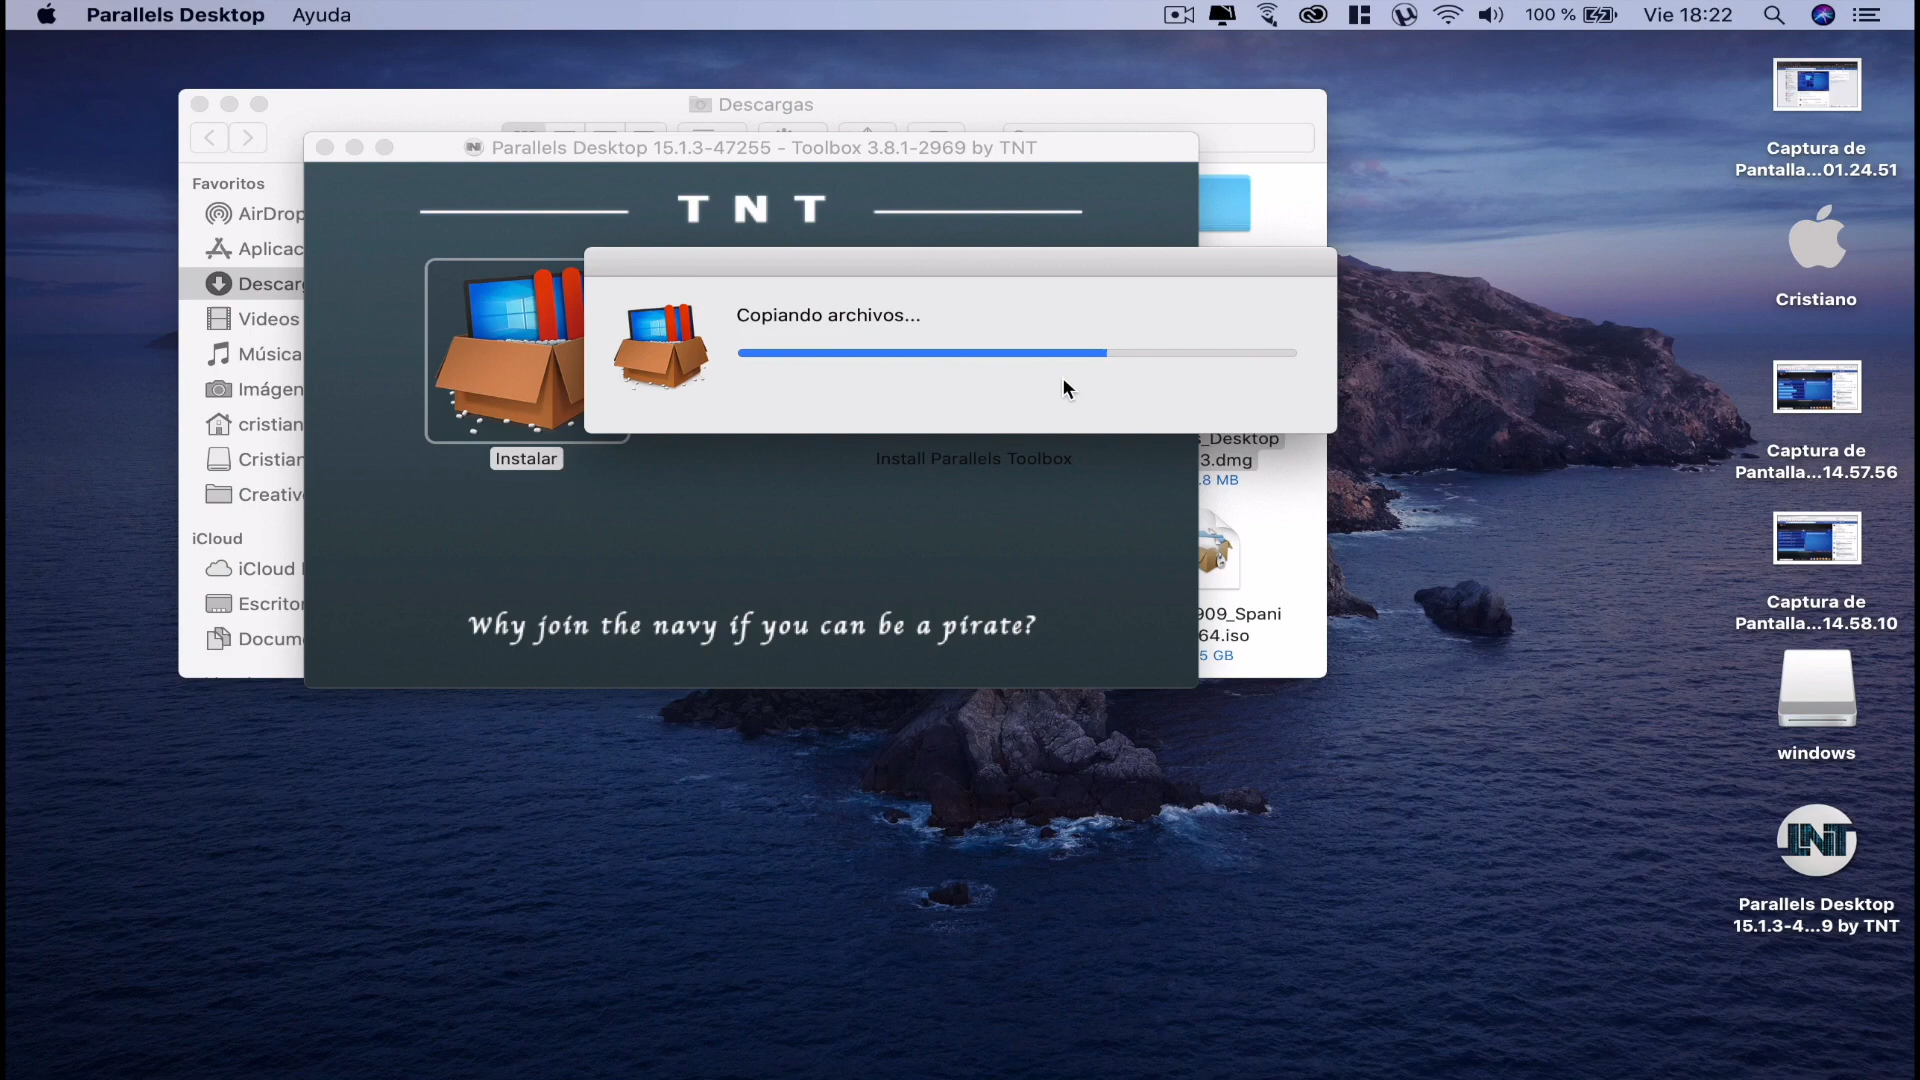 Parallels Desktop Ayuda
100 % Vie 18:22
Descargas
Parallels Desktop 15.1.3-47255 - Toolbox 3.8.1-2969 by TNT
Favoritos
AirDrop
Aplicac
Descarg
Videos
Música
Imágen
cristian
Cristian
Creativ
iCloud
iCloud
Escritor
Docum
TNT
Copiando archivos...
Instalar
Install Parallels Toolbox
Why join the navy if you can be a pirate?
s_Desktop
3.dmg
.8 MB
909_Spani
64.iso
5 GB
Captura de
Pantalla...01.24.51
Cristiano
Captura de
Pantalla...14.57.56
Captura de
Pantalla...14.58.10
windows
TNT
Parallels Desktop
15.1.3-4...9 by TNT